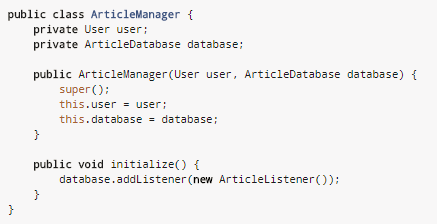 public class ArticleManager {
    private User user;
    private ArticleDatabase database;

    public ArticleManager(User user, ArticleDatabase database) {
        super();
        this.user = user;
        this.database = database;
    }

    public void initialize() {
        database.addListener(new ArticleListener());
    }
}